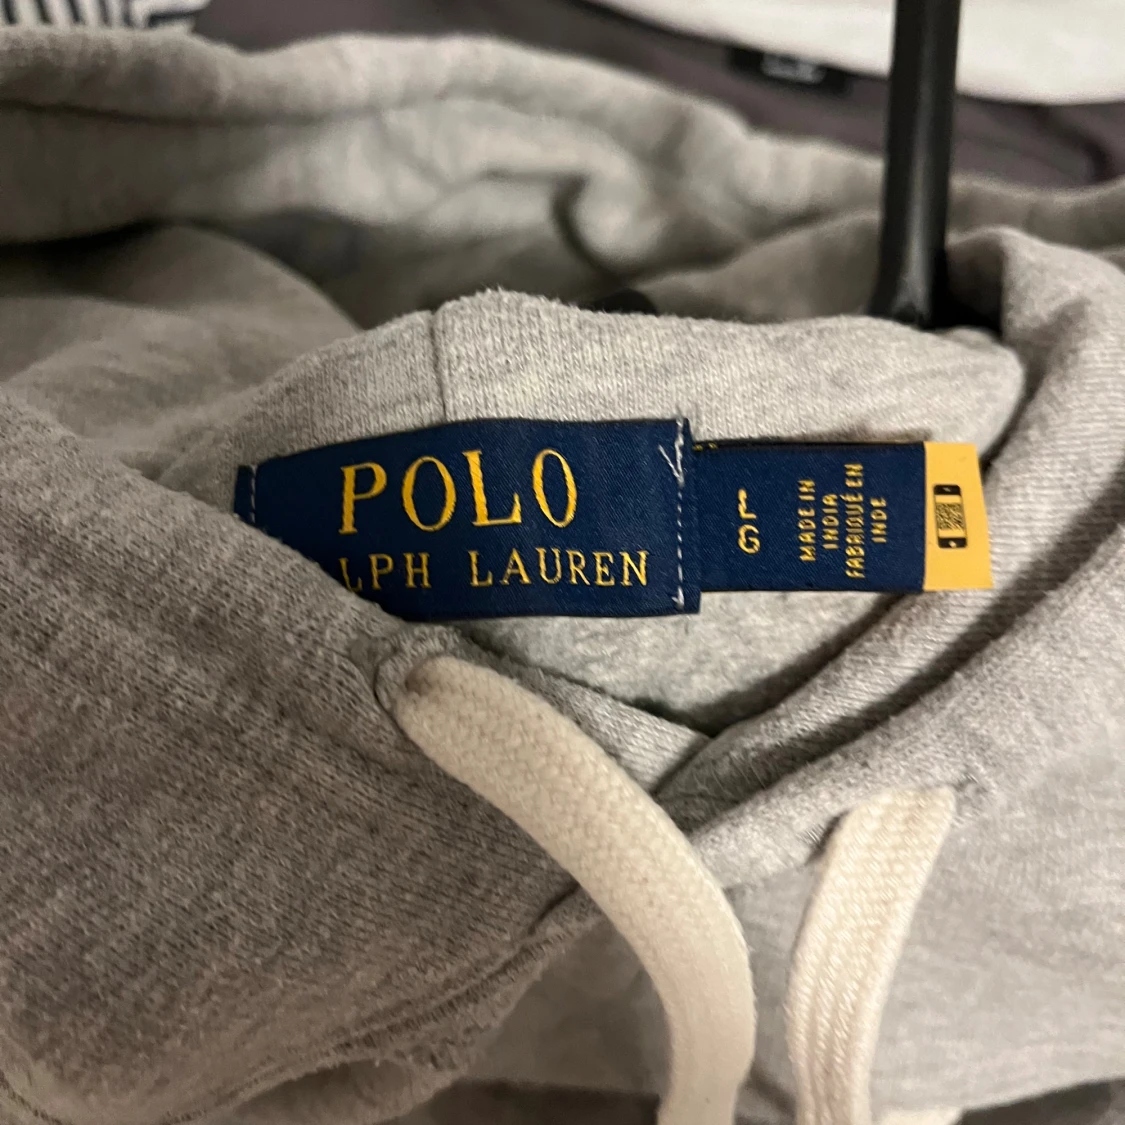 POLO
LPH LAUREN
L
G
MADE IN
INDIA
FABRIQUÉ EN
INDE